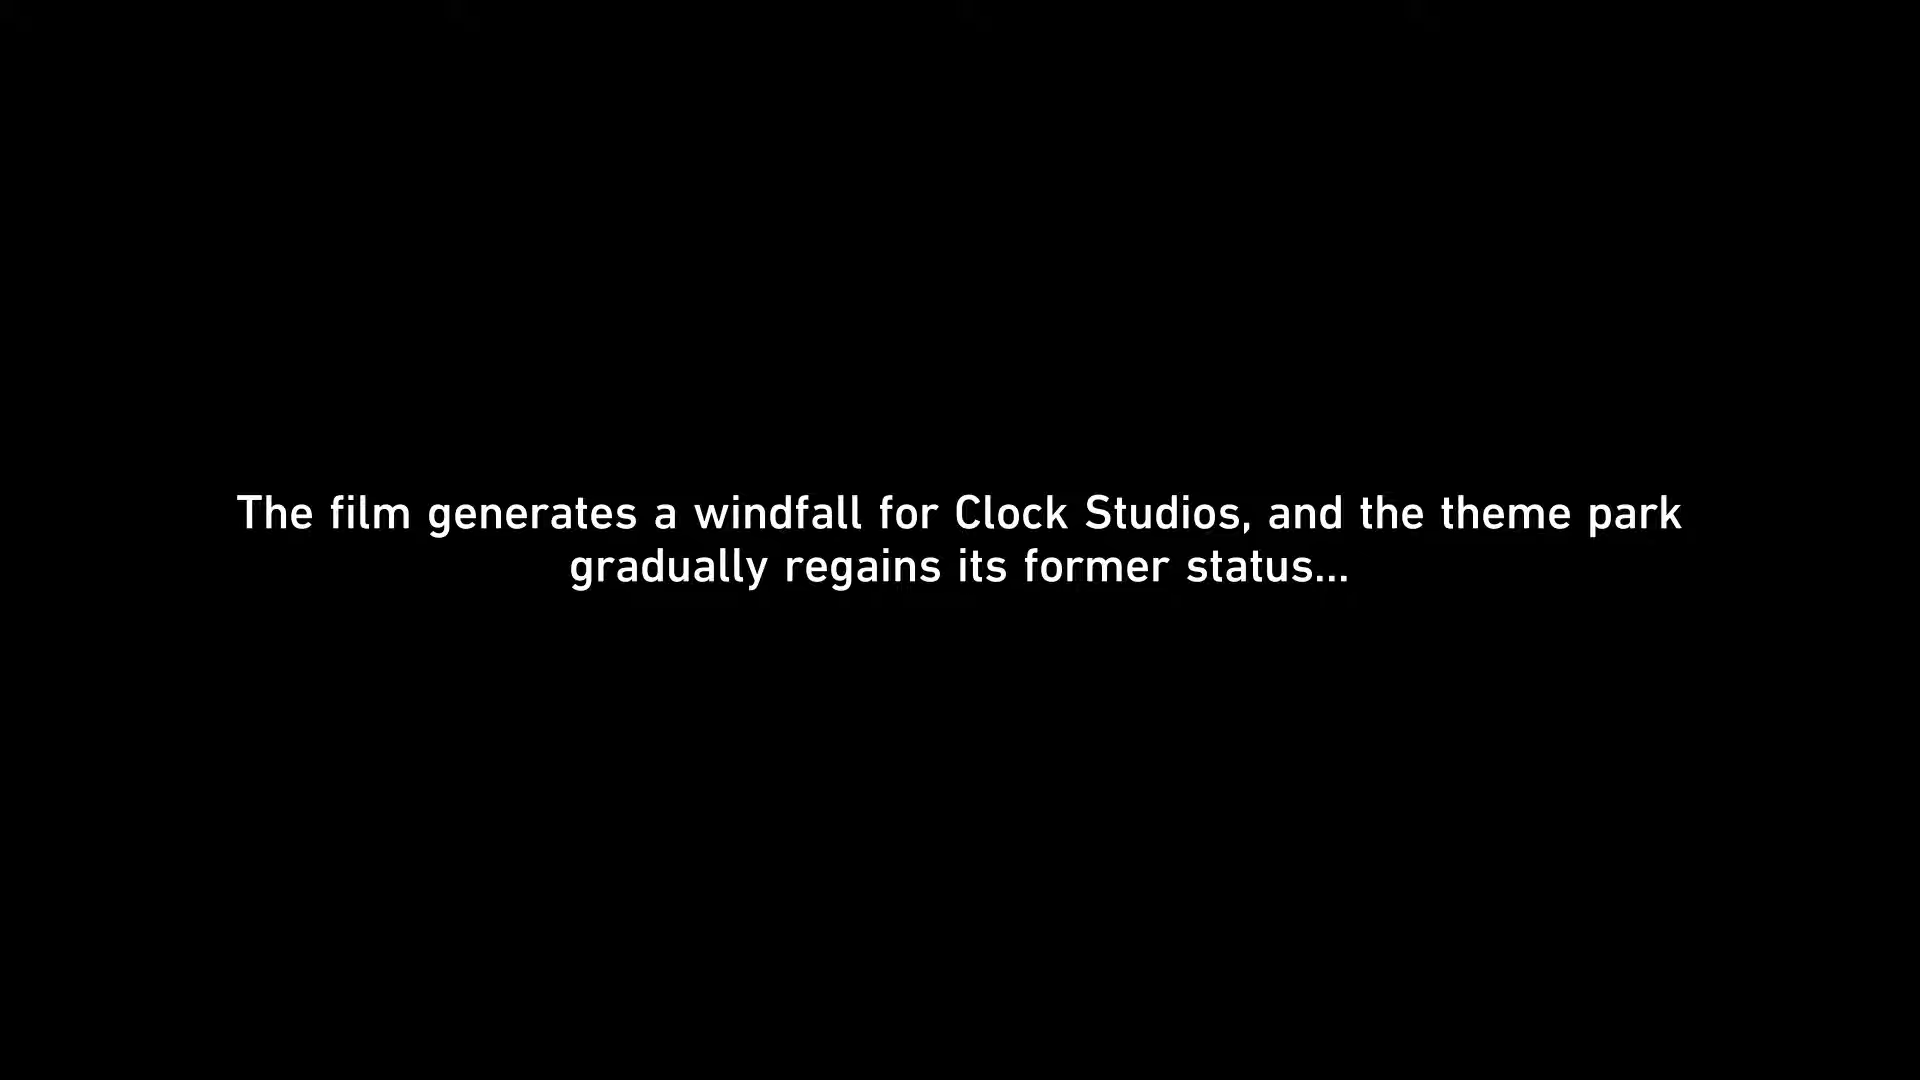 The film generates a windfall for Clock Studios, and the theme park
gradually regains its former status...